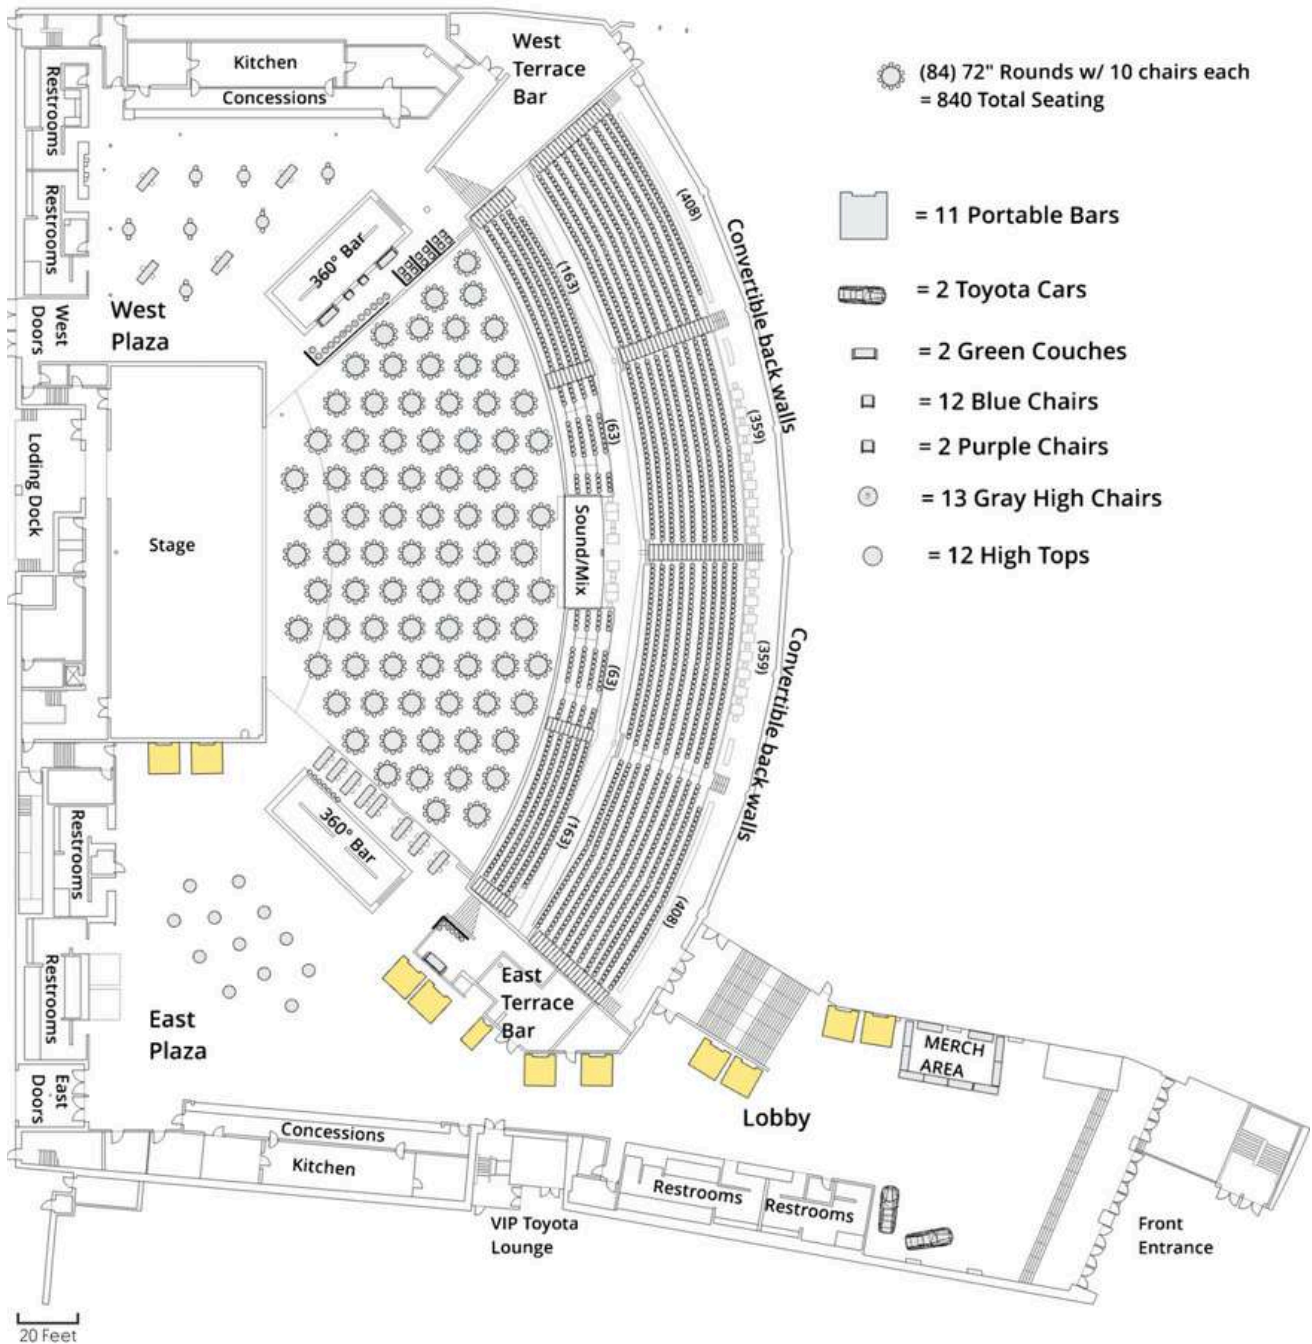 West
Terrace
Bar
Kitchen
Concessions
Restrooms
Restrooms
(84) 72" Rounds w/ 10 chairs each
= 840 Total Seating
= 11 Portable Bars
= 2 Toyota Cars
= 2 Green Couches
= 12 Blue Chairs
= 2 Purple Chairs
= 13 Gray High Chairs
= 12 High Tops
(408)
Convertible back walls
(163)
360° Bar
West
Doors
West
Plaza
(63)
(359)
Loding Dock
Stage
Sound/Mix
(63)
(359)
Convertible back walls
(163)
(408)
360° Bar
Restrooms
Restrooms
East
Plaza
East
Terrace
Bar
East
Doors
MERCH
AREA
Lobby
Concessions
Kitchen
Restrooms
Restrooms
VIP Toyota
Lounge
Front
Entrance
20 Feet